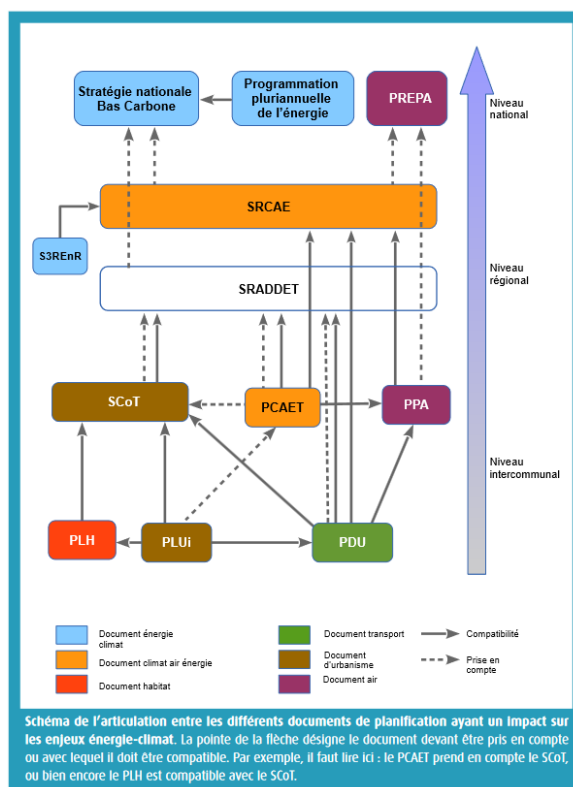 Stratégie nationale
Bas Carbone
Programmation
pluriannuelle
de l'énergie
PREPA
Niveau
national
SRCAE
S3REnR
Niveau
régional
SRADDET
SCoT
PCAET
PPA
Niveau
intercommunal
PLH
PLUi
PDU
Document énergie
climat
Document transport
Compatibilité
Document climat air énergie
Document
d'urbanisme
Prise en
compte
Document habitat
Document air
Schéma de l'articulation entre les différents documents de planification ayant un impact sur
les enjeux énergie-climat. La pointe de la flèche désigne le document devant être pris en compte
ou avec lequel il doit être compatible. Par exemple, il faut lire ici : le PCAET prend en compte le SCoT,
ou bien encore le PLH est compatible avec le SCoT.